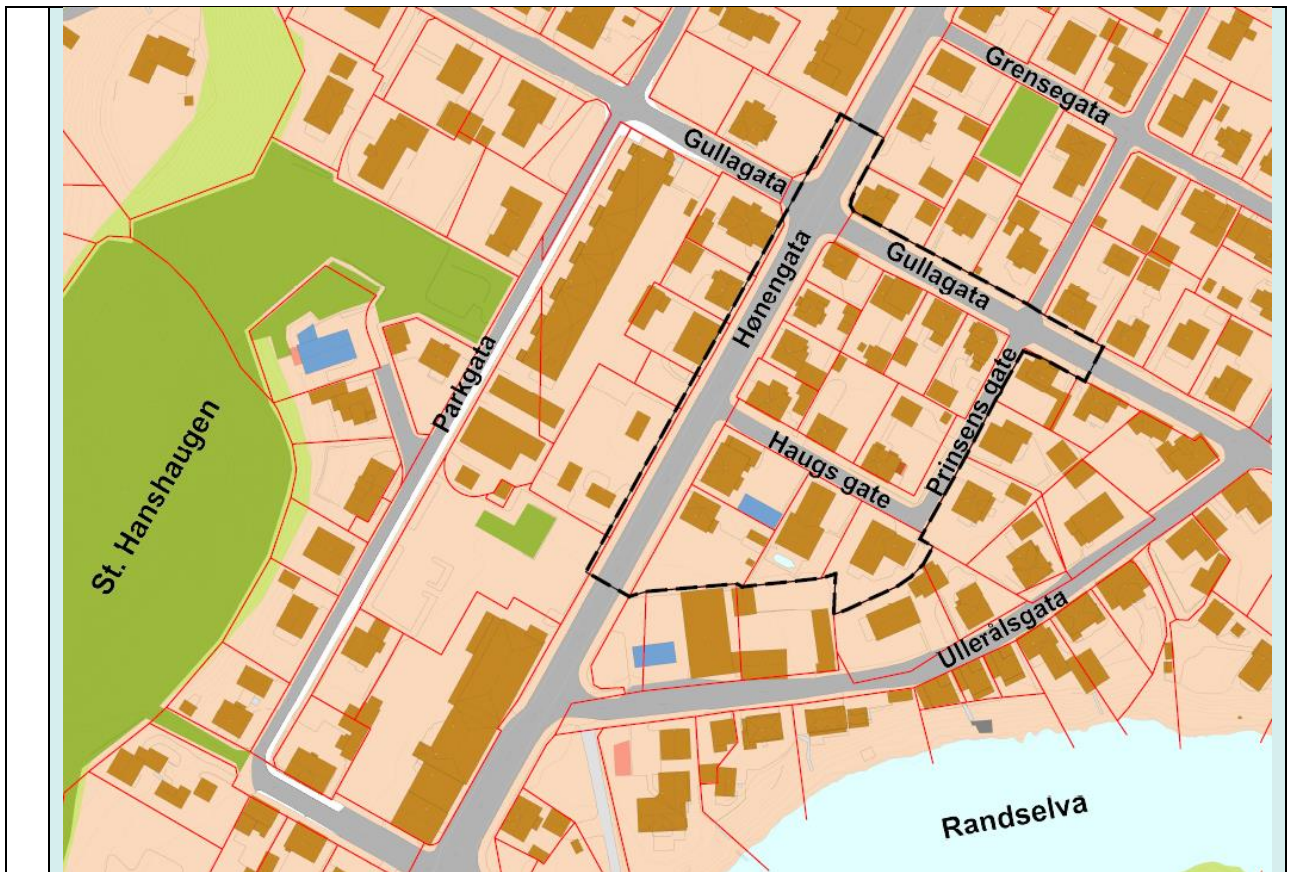 Grensegata
Gullagata
Gullagata
Hønengata
Prinsens gate
Parkgata
Haugs gate
St. Hanshaugen
Ullerålsgata
Randselva